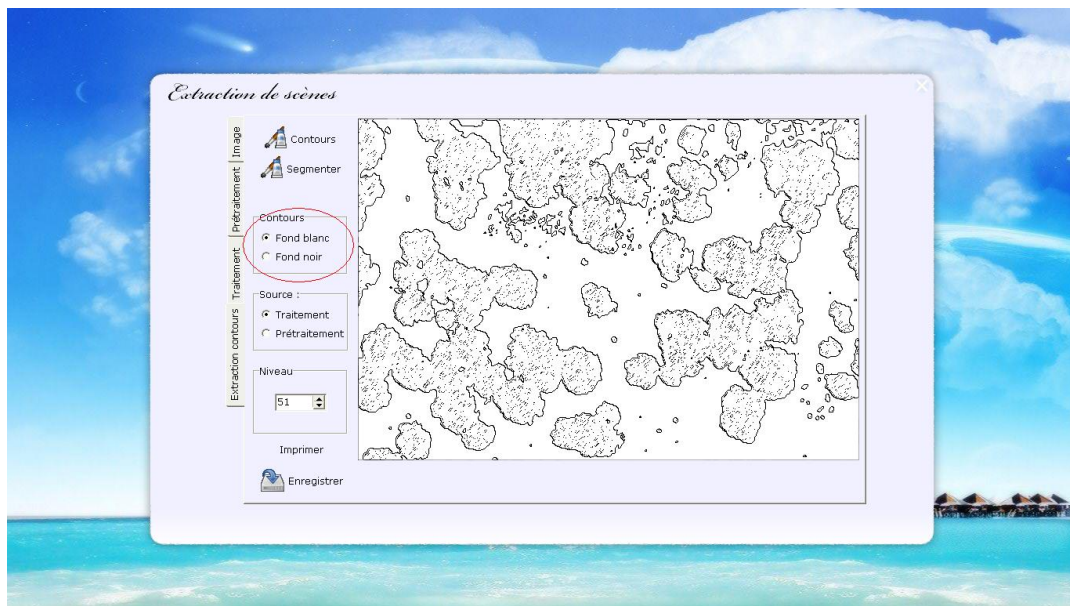 Extraction de scènes
Image
Prétraitement
Traitement
Extraction contours
Contours
Segmenter
Contours
Fond blanc
Fond noir
Source :
Traitement
Prétraitement
Niveau
51
Imprimer
Enregistrer